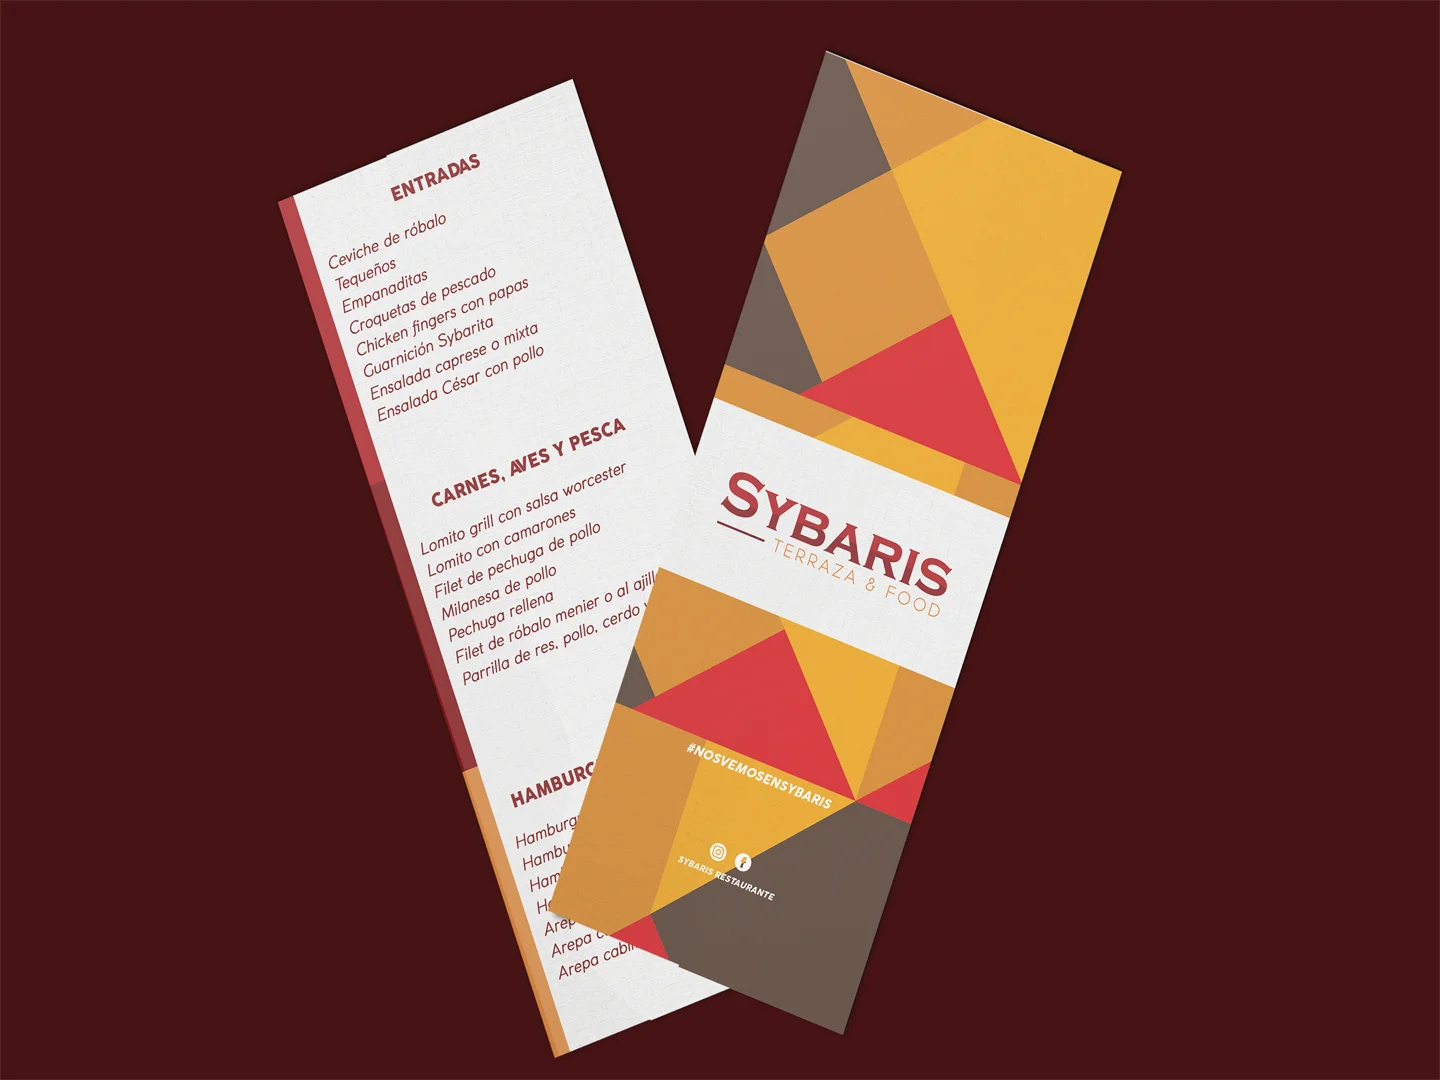 ENTRADAS
Ceviche de róbalo
Tequeños
Empanaditas
Croquetas de pescado
Chicken fingers con papas
Guarnición Sybarita
Ensalada caprese o mixta
Ensalada César con pollo
CARNES, AVES Y PESCA
Lomito grill con salsa worcester
Lomito con camarones
Filet de pechuga de pollo
Milanesa de pollo
Pechuga rellena
Filet de róbalo menier o al
Parrilla de res, pollo, cerdo
Arepa
Arepa
SYBARIS
TERRAZA & FOOD
#NOSVEMOSENSYBARIS
SYBARIS RESTAURANTE